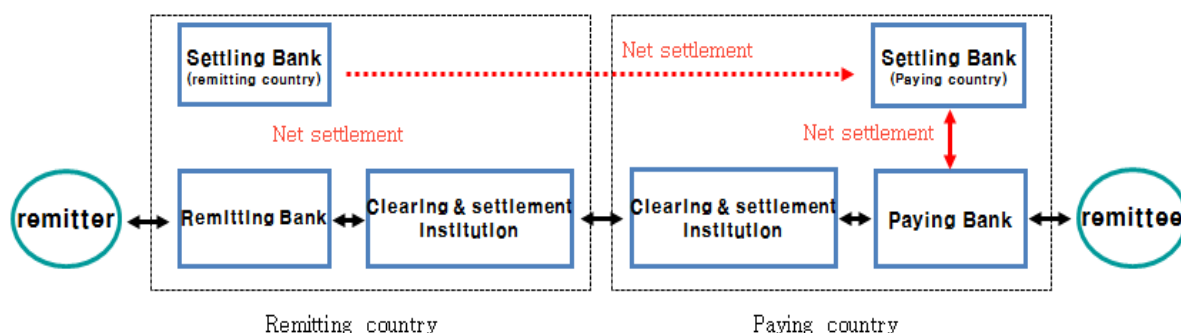 Settling Bank
(remitting country)
Net settlement
Settling Bank
(Paying country)
Net settlement
Net settlement
remitter
Remitting Bank
Clearing & settlement
Institution
Clearing & settlement
Institution
Paying Bank
remittee
Remitting country
Paying country